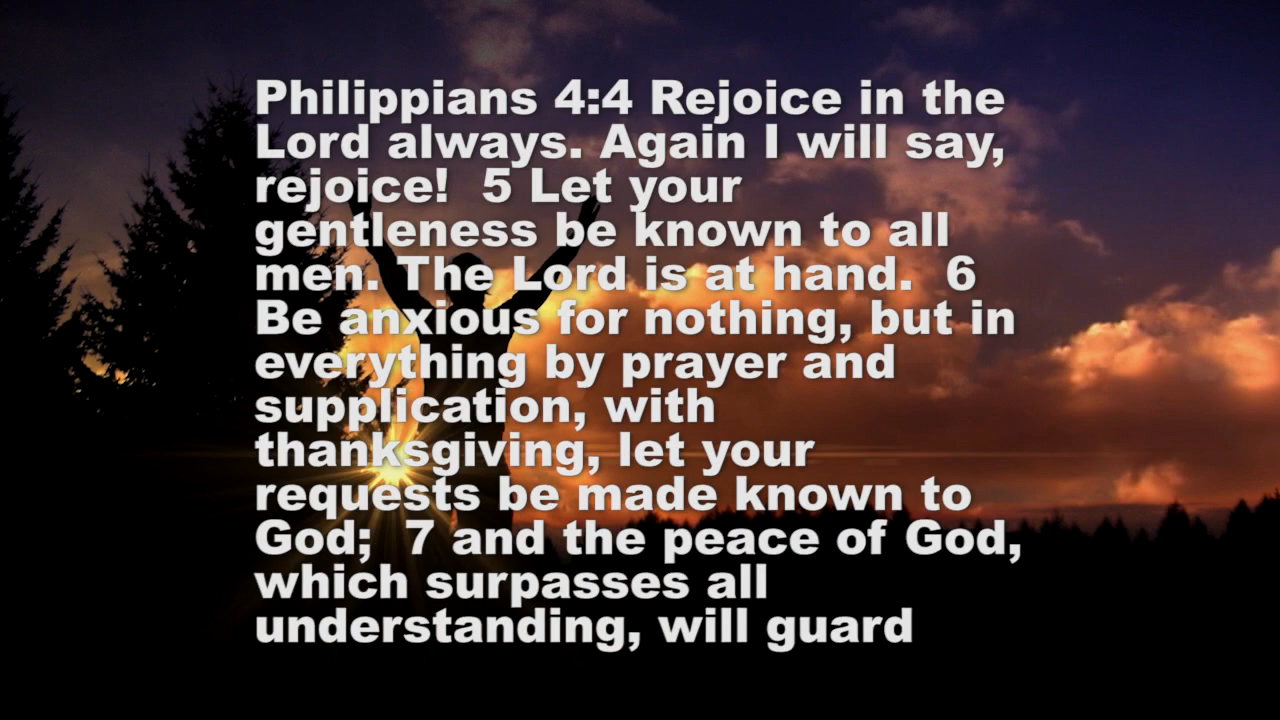 Philippians 4:4 Rejoice in the
Lord always. Again I will say,
rejoice!  5 Let your
gentleness be known to all
men. The Lord is at hand.  6
Be anxious for nothing, but in
everything by prayer and
supplication, with
thanksgiving, let your
requests be made known to
God;  7 and the peace of God,
which surpasses all
understanding, will guard